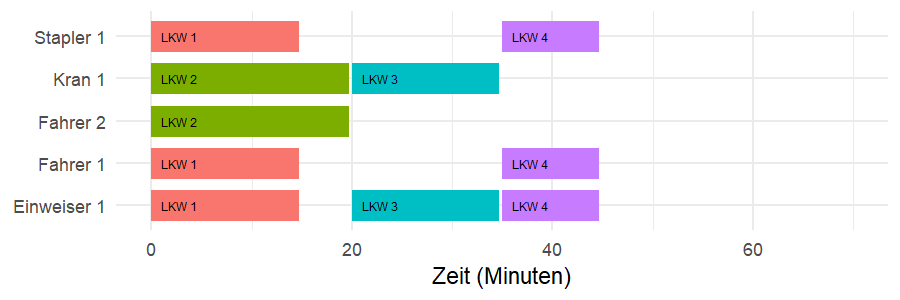 Stapler 1 LKW 1 LKW 4
Kran 1 LKW 2 LKW 3
Fahrer 2 LKW 2
Fahrer 1 LKW 1 LKW 4
Einweiser 1 LKW 1 LKW 3 LKW 4
0 20 40 60
Zeit (Minuten)